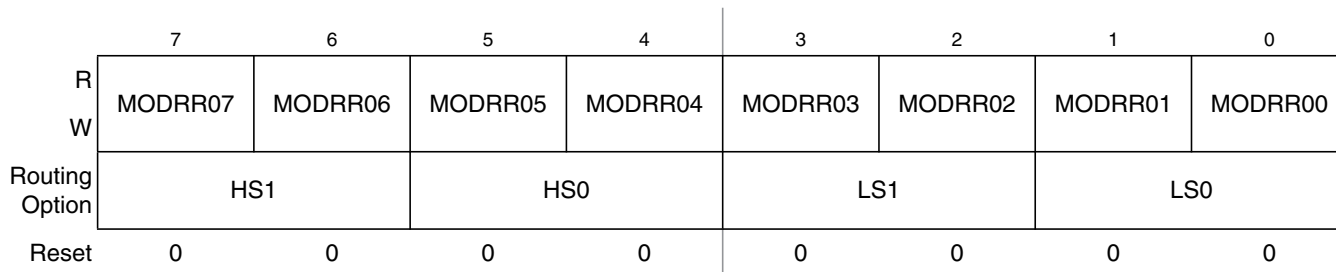 7 6 5 4 3 2 1 0
R
W
MODRR07 MODRR06 MODRR05 MODRR04 MODRR03 MODRR02 MODRR01 MODRR00
Routing
Option
HS1 HS0 LS1 LS0
Reset 0 0 0 0 0 0 0 0